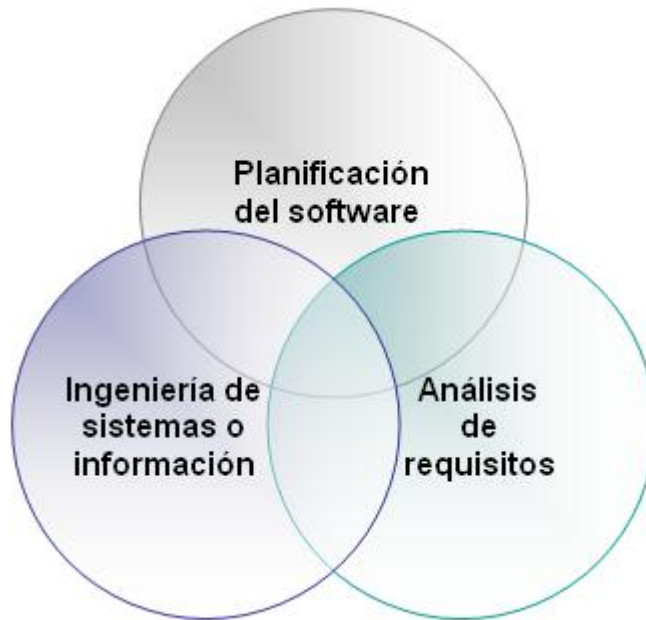 Planificación
del software
Ingeniería de
sistemas o
información
Análisis
de
requisitos